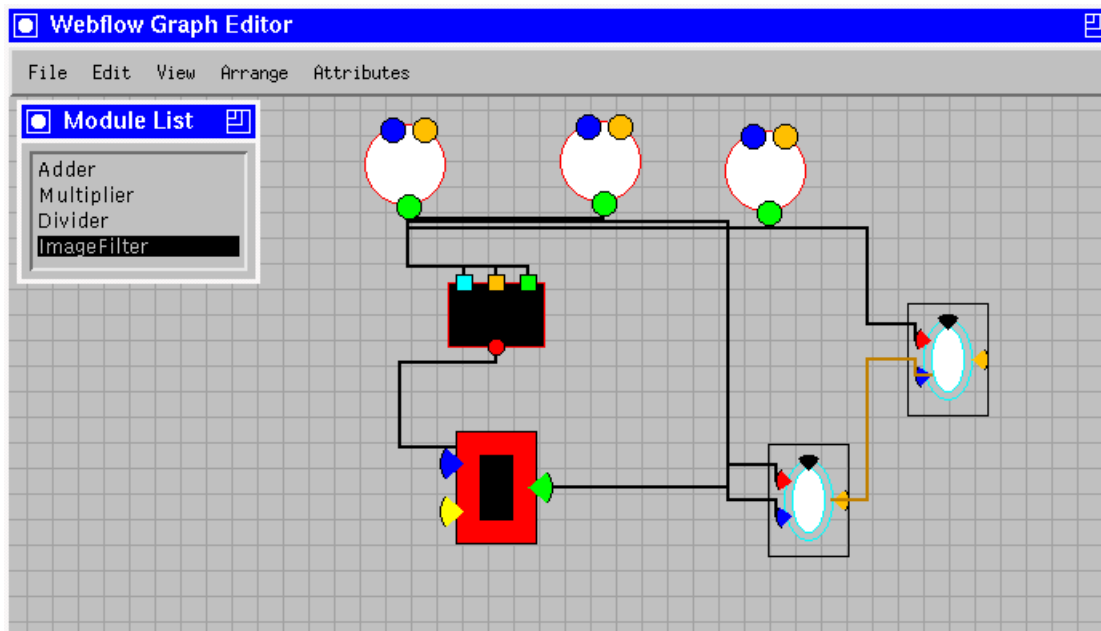 Webflow Graph Editor
File Edit View Arrange Attributes
Module List
Adder
Multiplier
Divider
ImageFilter